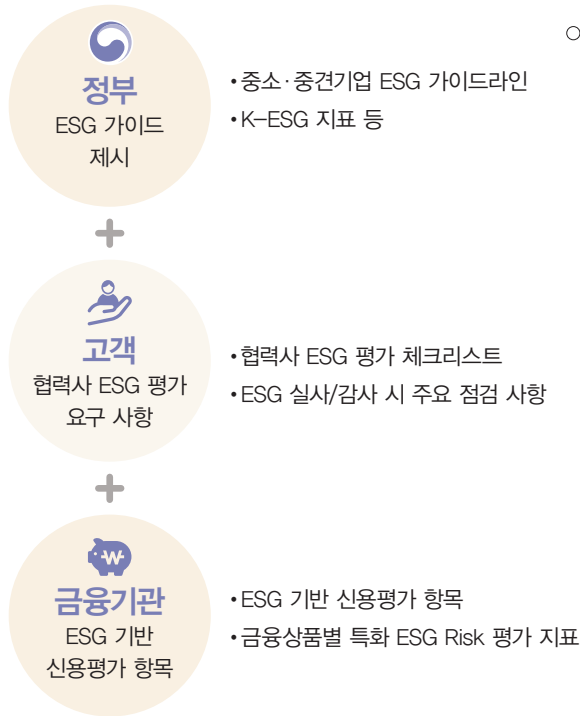 ○
정부
ESG 가이드
제시
•중소·중견기업 ESG 가이드라인
•K-ESG 지표 등
+
고객
협력사 ESG 평가
요구 사항
•협력사 ESG 평가 체크리스트
•ESG 실사/감사 시 주요 점검 사항
+
₩
금융기관
ESG 기반
신용평가 항목
•ESG 기반 신용평가 항목
•금융상품별 특화 ESG Risk 평가 지표